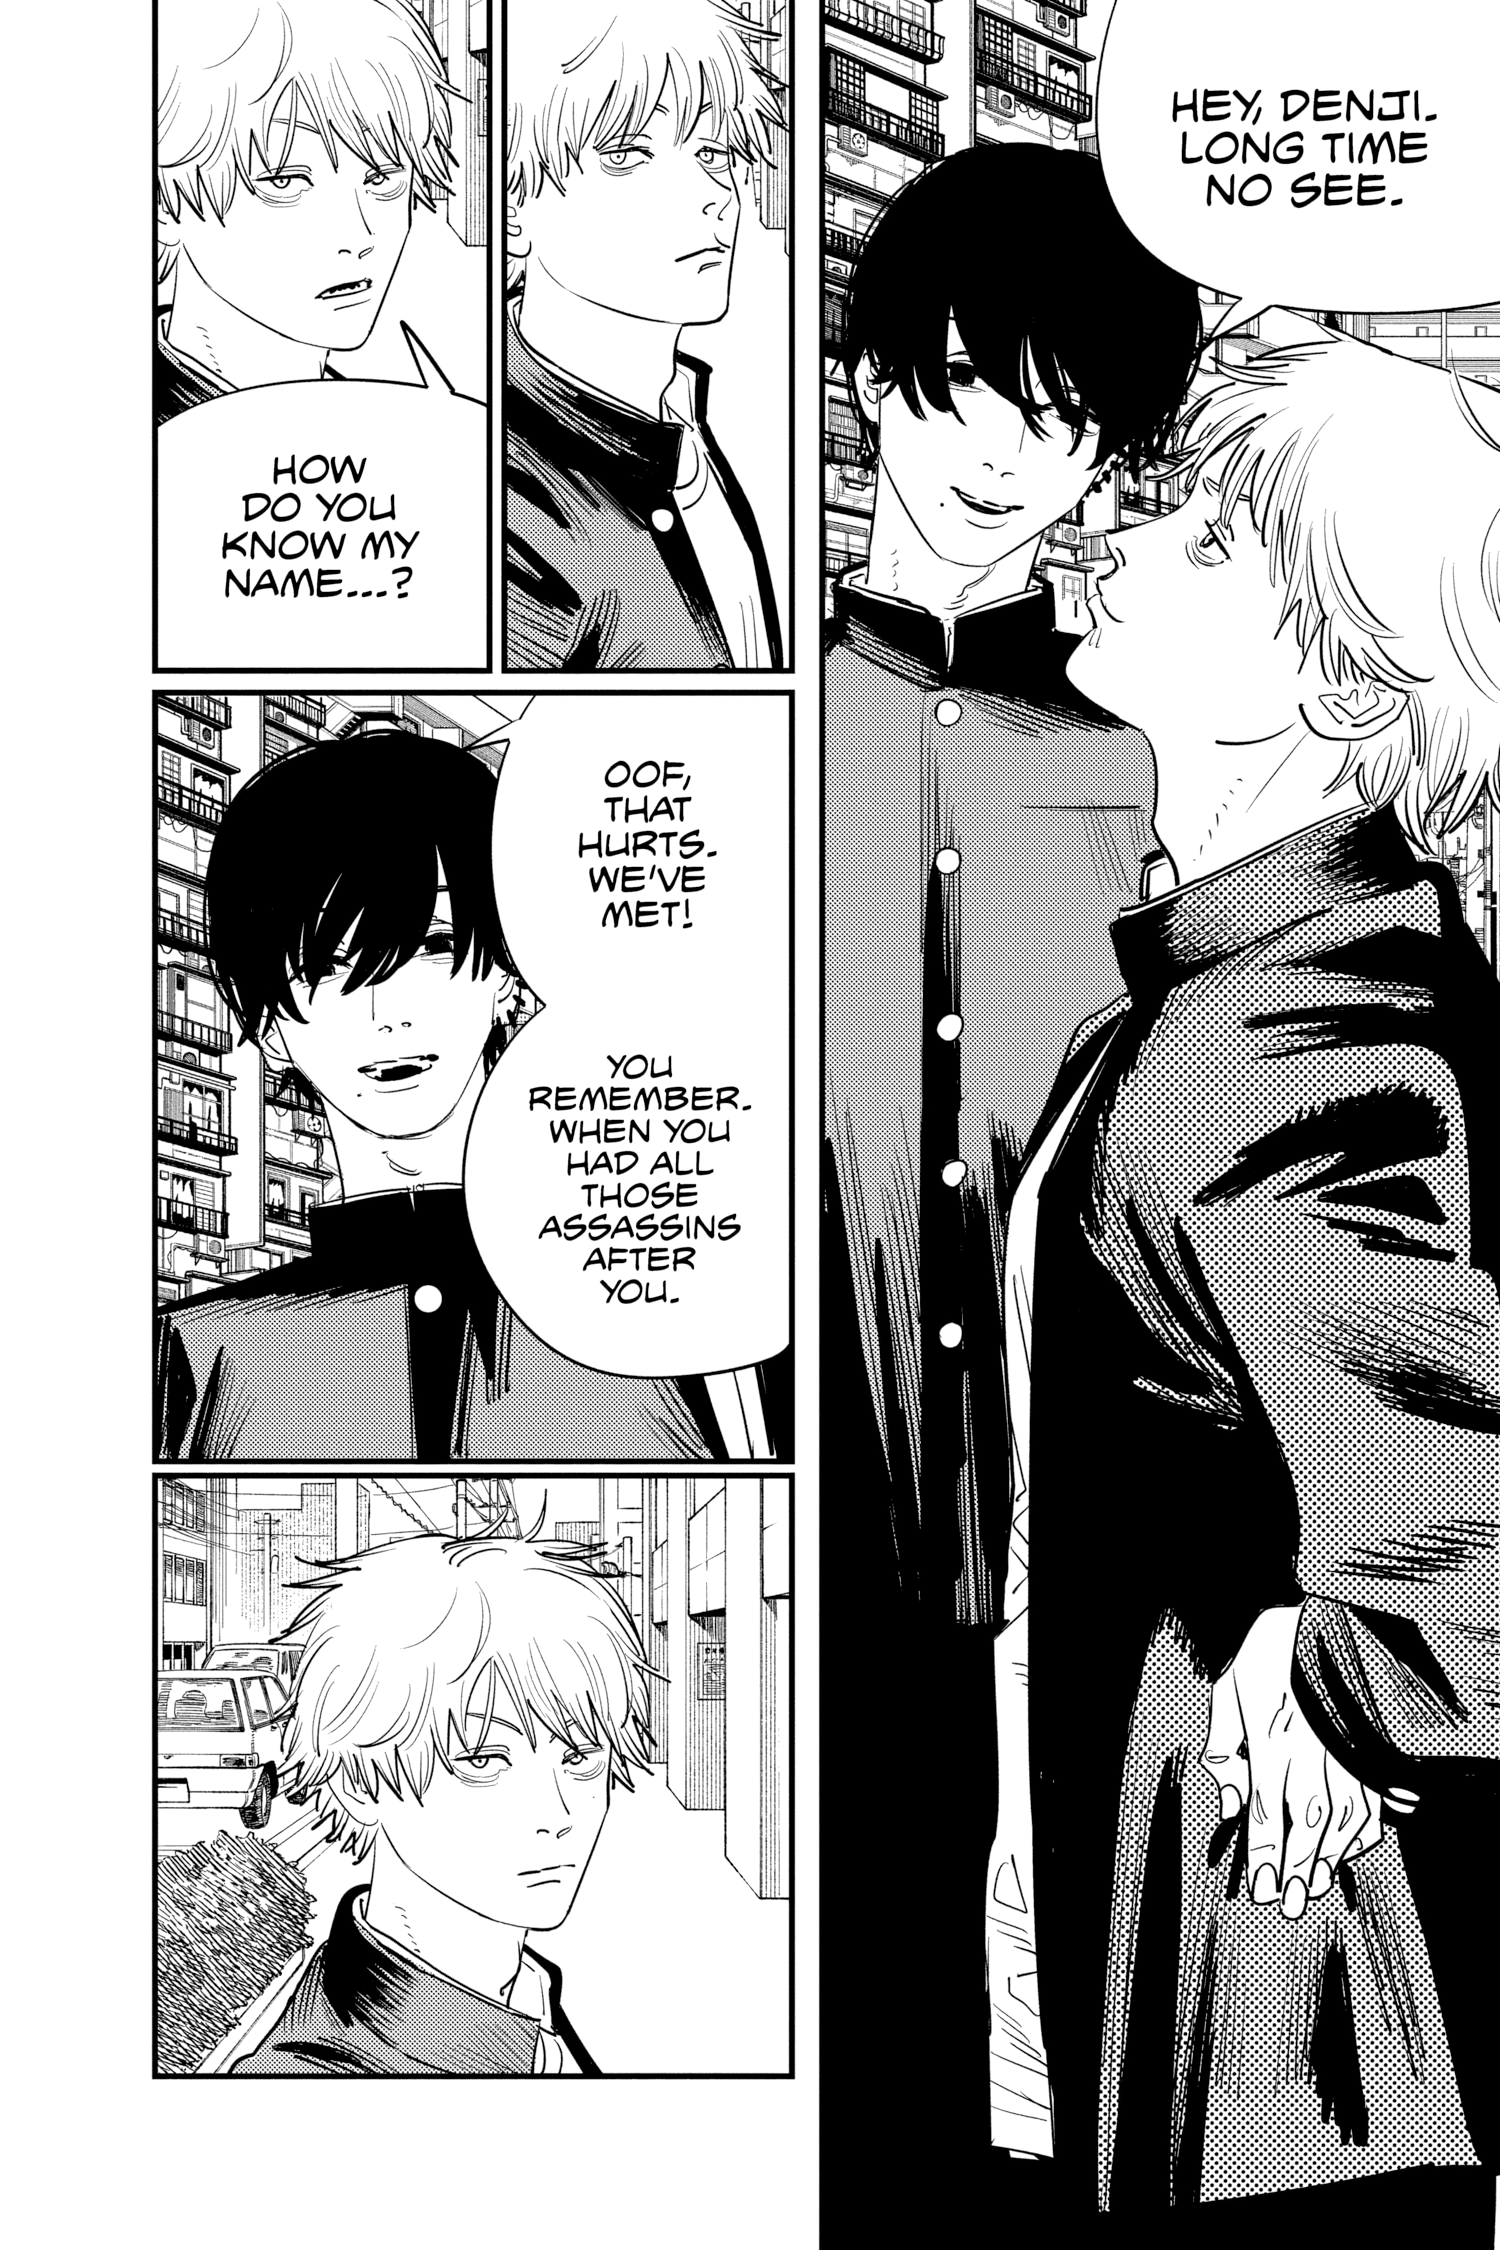 HEY, DENJI.
LONG TIME
NO SEE.
HOW
DO YOU
KNOW MY
NAME...?
OOF,
THAT
HURTS.
WE'VE
MET!
YOU
REMEMBER.
WHEN YOU
HAD ALL
THOSE
ASSASSINS
AFTER
YOU.